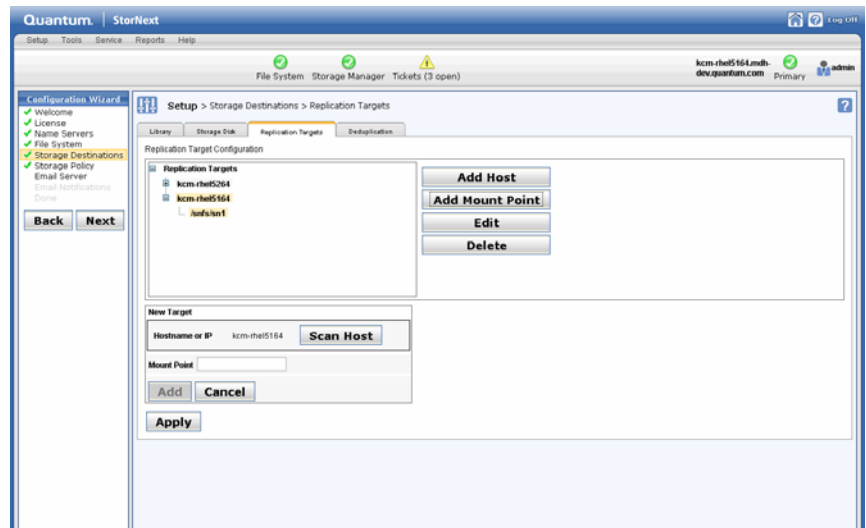 Quantum. StorNext
Log Off
Setup Tools Service Reports Help
File System Storage Manager Tickets (3 open)
kcm-rhel5164.mdh-dev.quantum.com
Primary
admin
Configuration Wizard
Welcome
License
Name Servers
File System
Storage Destinations
Storage Policy
Email Server
Email Notifications
Done
Back Next
Setup > Storage Destinations > Replication Targets
?
Library Storage Disk Replication Targets Deduplication
Replication Target Configuration
Replication Targets
kcm-rhel5264
kcm-rhel5164
/snfs/sn1
Add Host
Add Mount Point
Edit
Delete
New Target
Hostname or IP kcm-rhel5164 Scan Host
Mount Point
Add Cancel
Apply